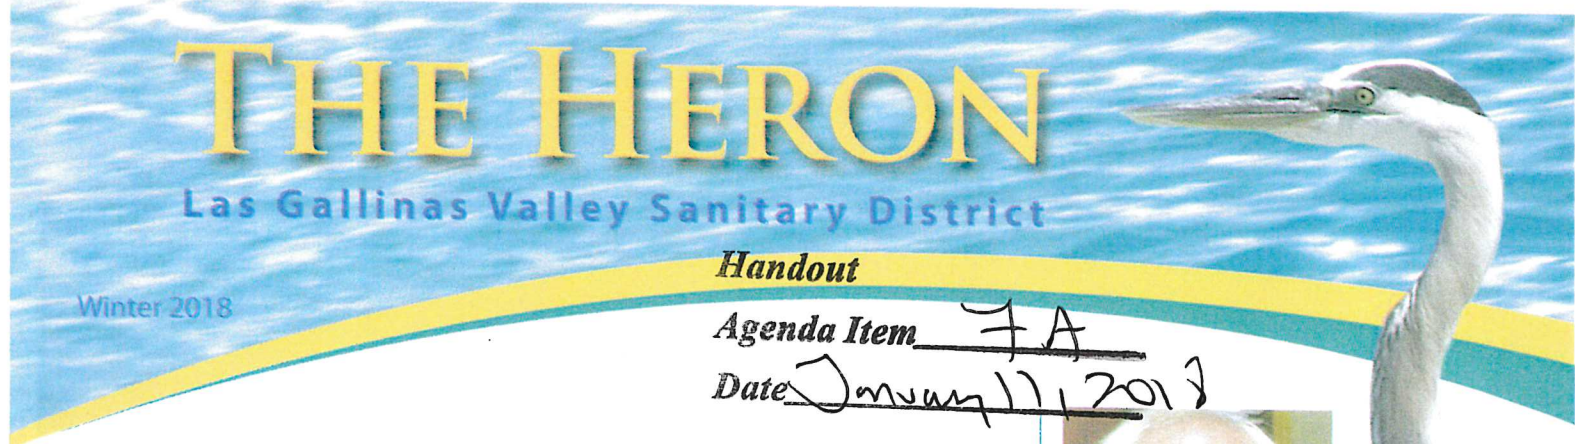 THE HERON
Las Gallinas Valley Sanitary District
Winter 2018
Handout
Agenda Item 7A
Date January 11, 2018